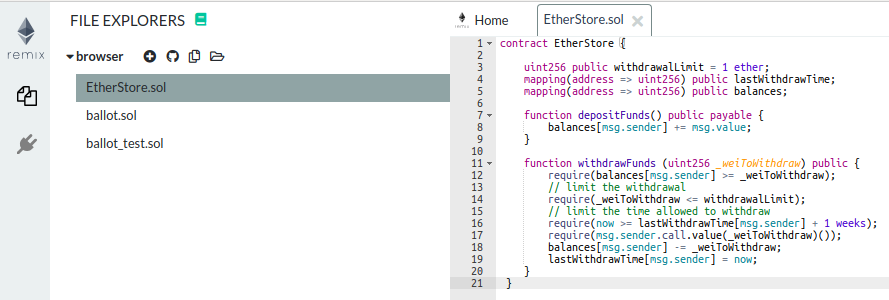 remix
FILE EXPLORERS
browser
EtherStore.sol
ballot.sol
ballot_test.sol
remix
Home
EtherStore.sol
1 contract EtherStore {
2
3 uint256 public withdrawalLimit = 1 ether;
4 mapping(address => uint256) public lastWithdrawTime;
5 mapping(address => uint256) public balances;
6
7 function depositFunds() public payable {
8 balances[msg.sender] += msg.value;
9 }
10
11 function withdrawFunds (uint256 _weiToWithdraw) public {
12 require(balances[msg.sender] >= _weiToWithdraw);
13 // limit the withdrawal
14 require(_weiToWithdraw <= withdrawalLimit);
15 // limit the time allowed to withdraw
16 require(now >= lastWithdrawTime[msg.sender] + 1 weeks);
17 require(msg.sender.call.value(_weiToWithdraw)());
18 balances[msg.sender] -= _weiToWithdraw;
19 lastWithdrawTime[msg.sender] = now;
20 }
21 }